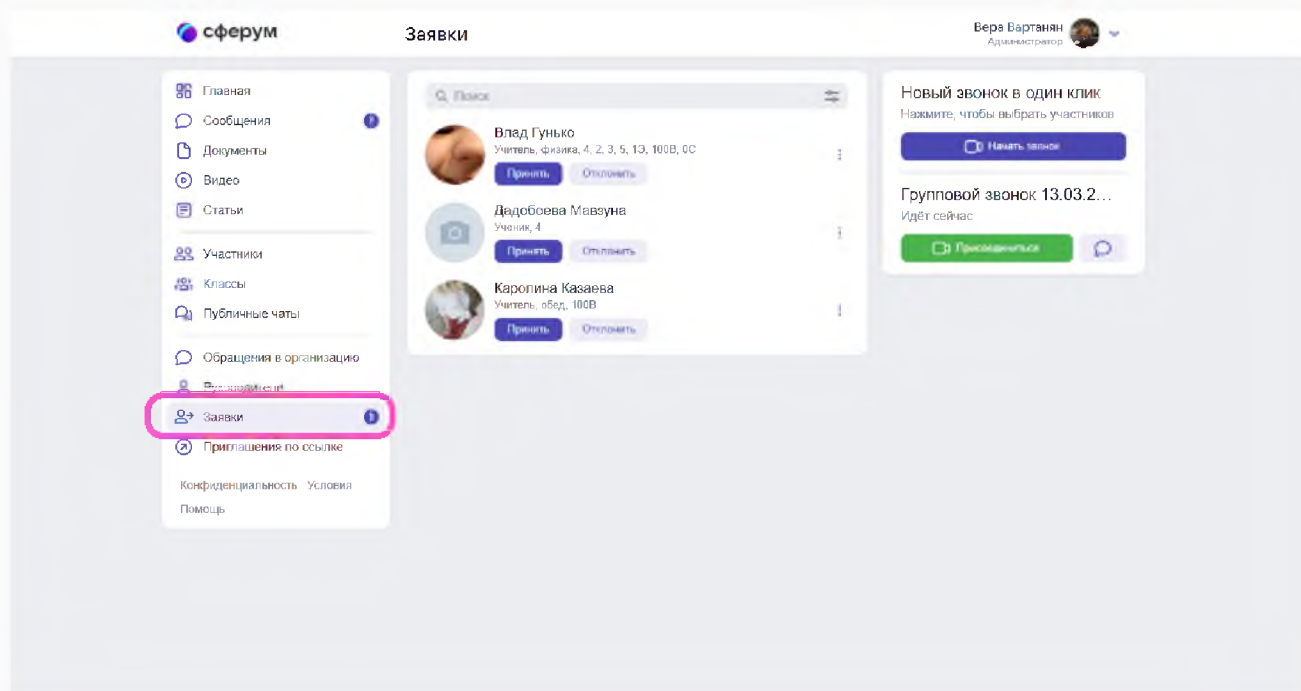 сферум
Заявки
Вера Вартанян
Администратор
Главная
Сообщения
Документы
Видео
Статьи
Участники
Классы
Публичные чаты
Обращения в организацию
Руководители
Заявки
Приглашения по ссылке
Конфиденциальность Условия
Помощь
Поиск
Влад Гунько
Учитель, физика, 4, 2, 3, 5, 1Э, 100В, 0С
Принять Отклонить
Дадобоева Мавзуна
Ученик, 4
Принять Отклонить
Каролина Казаева
Учитель, обед, 100В
Принять Отклонить
Новый звонок в один клик
Нажмите, чтобы выбрать участников
Начать звонок
Групповой звонок 13.03.2...
Идёт сейчас
Присоединиться